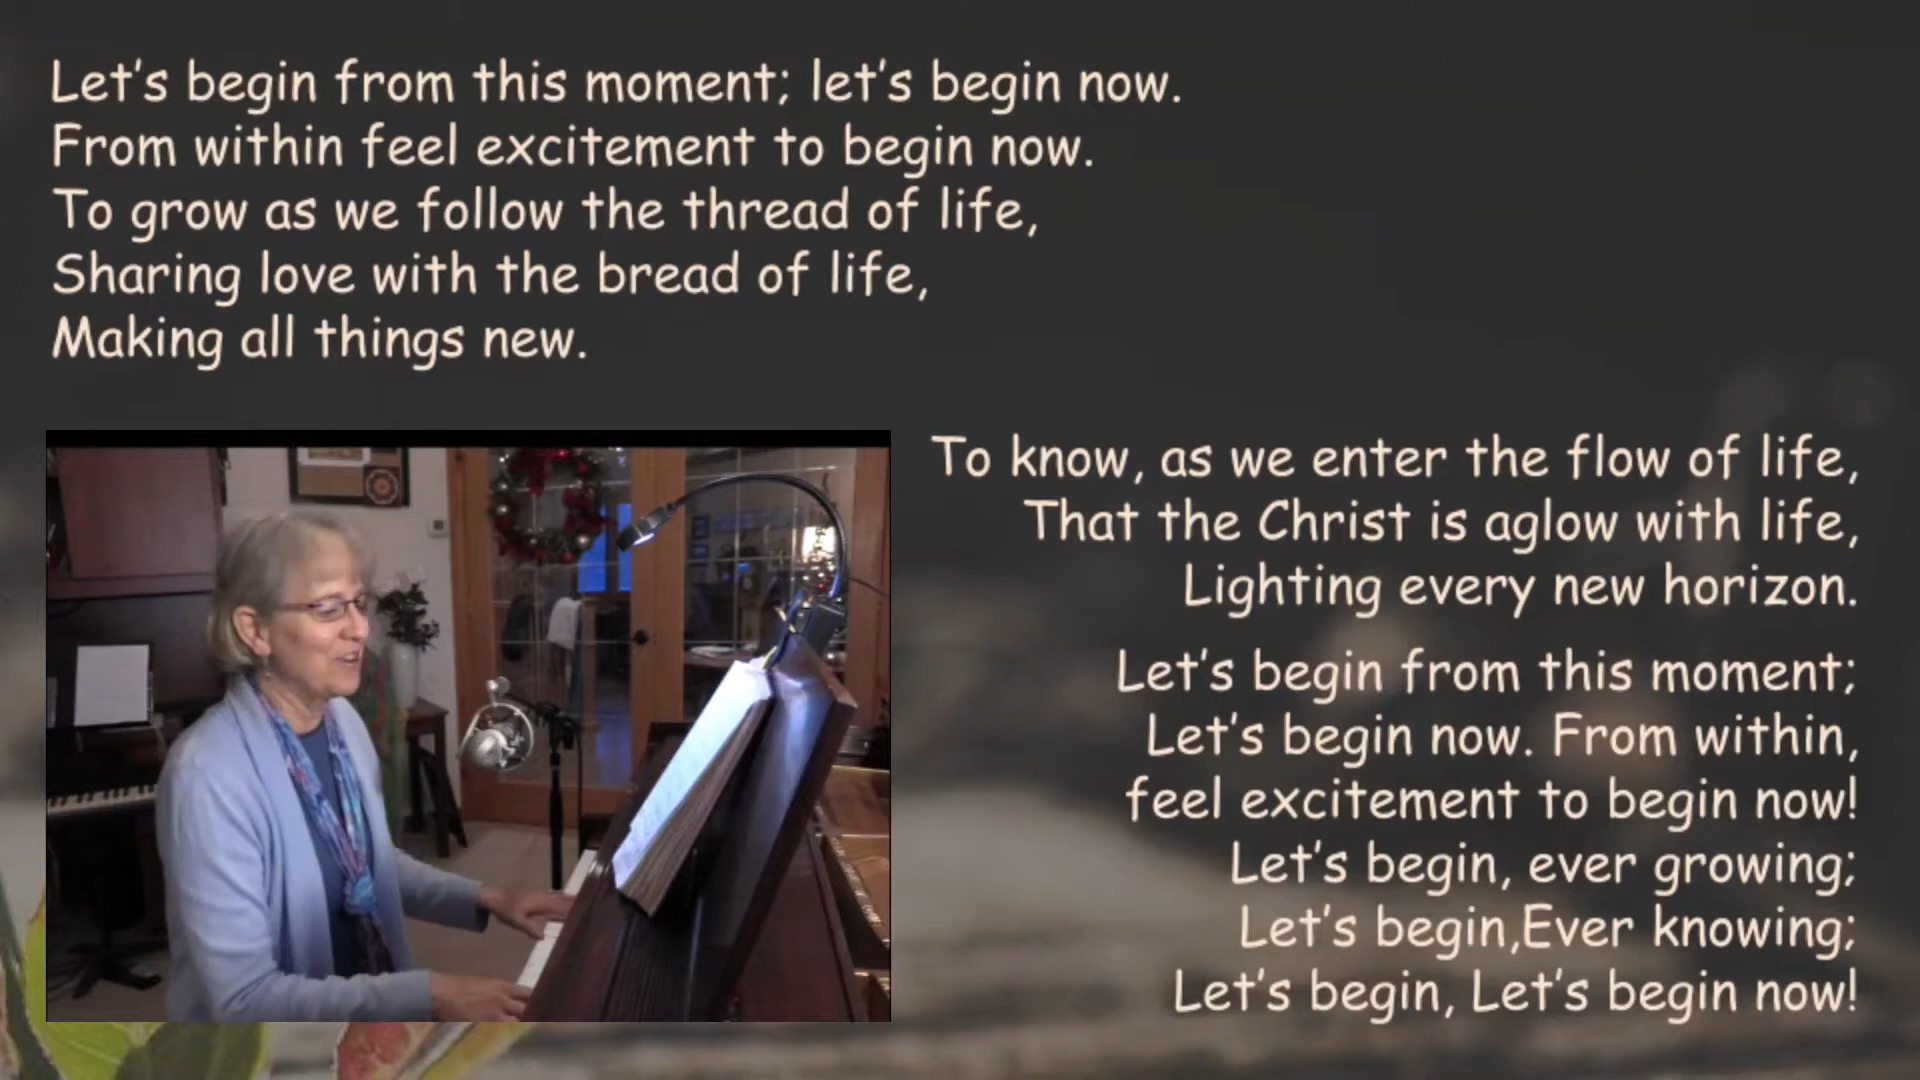 Let's begin from this moment; let's begin now.
From within feel excitement to begin now.
To grow as we follow the thread of life,
Sharing love with the bread of life,
Making all things new.
To know, as we enter the flow of life,
That the Christ is aglow with life,
Lighting every new horizon.
Let's begin from this moment;
Let's begin now. From within,
feel excitement to begin now!
Let's begin, ever growing;
Let's begin,Ever knowing;
Let's begin, Let's begin now!